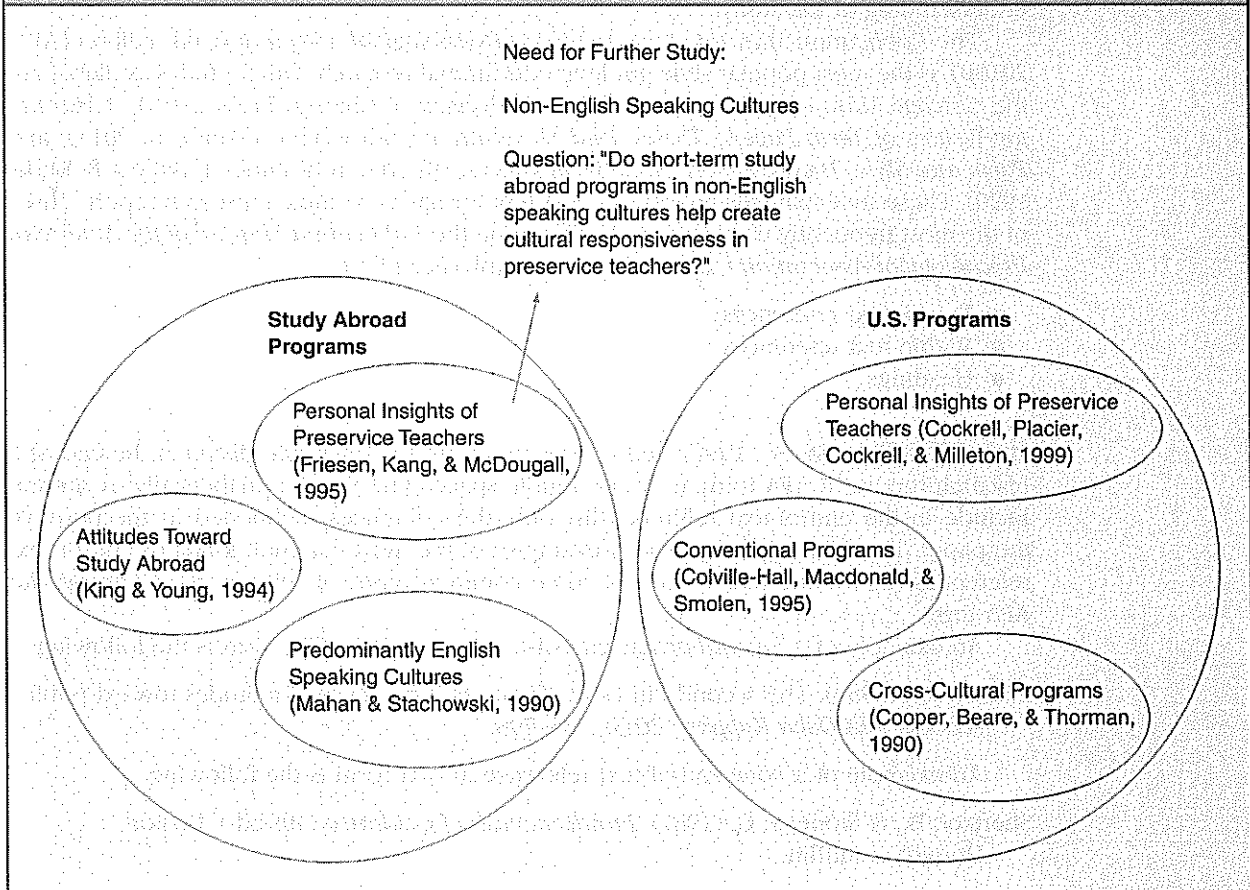 Need for Further Study:
Non-English Speaking Cultures
Question: "Do short-term study
abroad programs in non-English
speaking cultures help create
cultural responsiveness in
preservice teachers?"
Study Abroad
Programs
Personal Insights of
Preservice Teachers
(Friesen, Kang, & McDougall,
1995)
Attitudes Toward
Study Abroad
(King & Young, 1994)
Predominantly English
Speaking Cultures
(Mahan & Stachowski, 1990)
U.S. Programs
Personal Insights of Preservice
Teachers (Cockrell, Placier,
Cockrell, & Milleton, 1999)
Conventional Programs
(Colville-Hall, Macdonald, &
Smolen, 1995)
Cross-Cultural Programs
(Cooper, Beare, & Thorman,
1990)